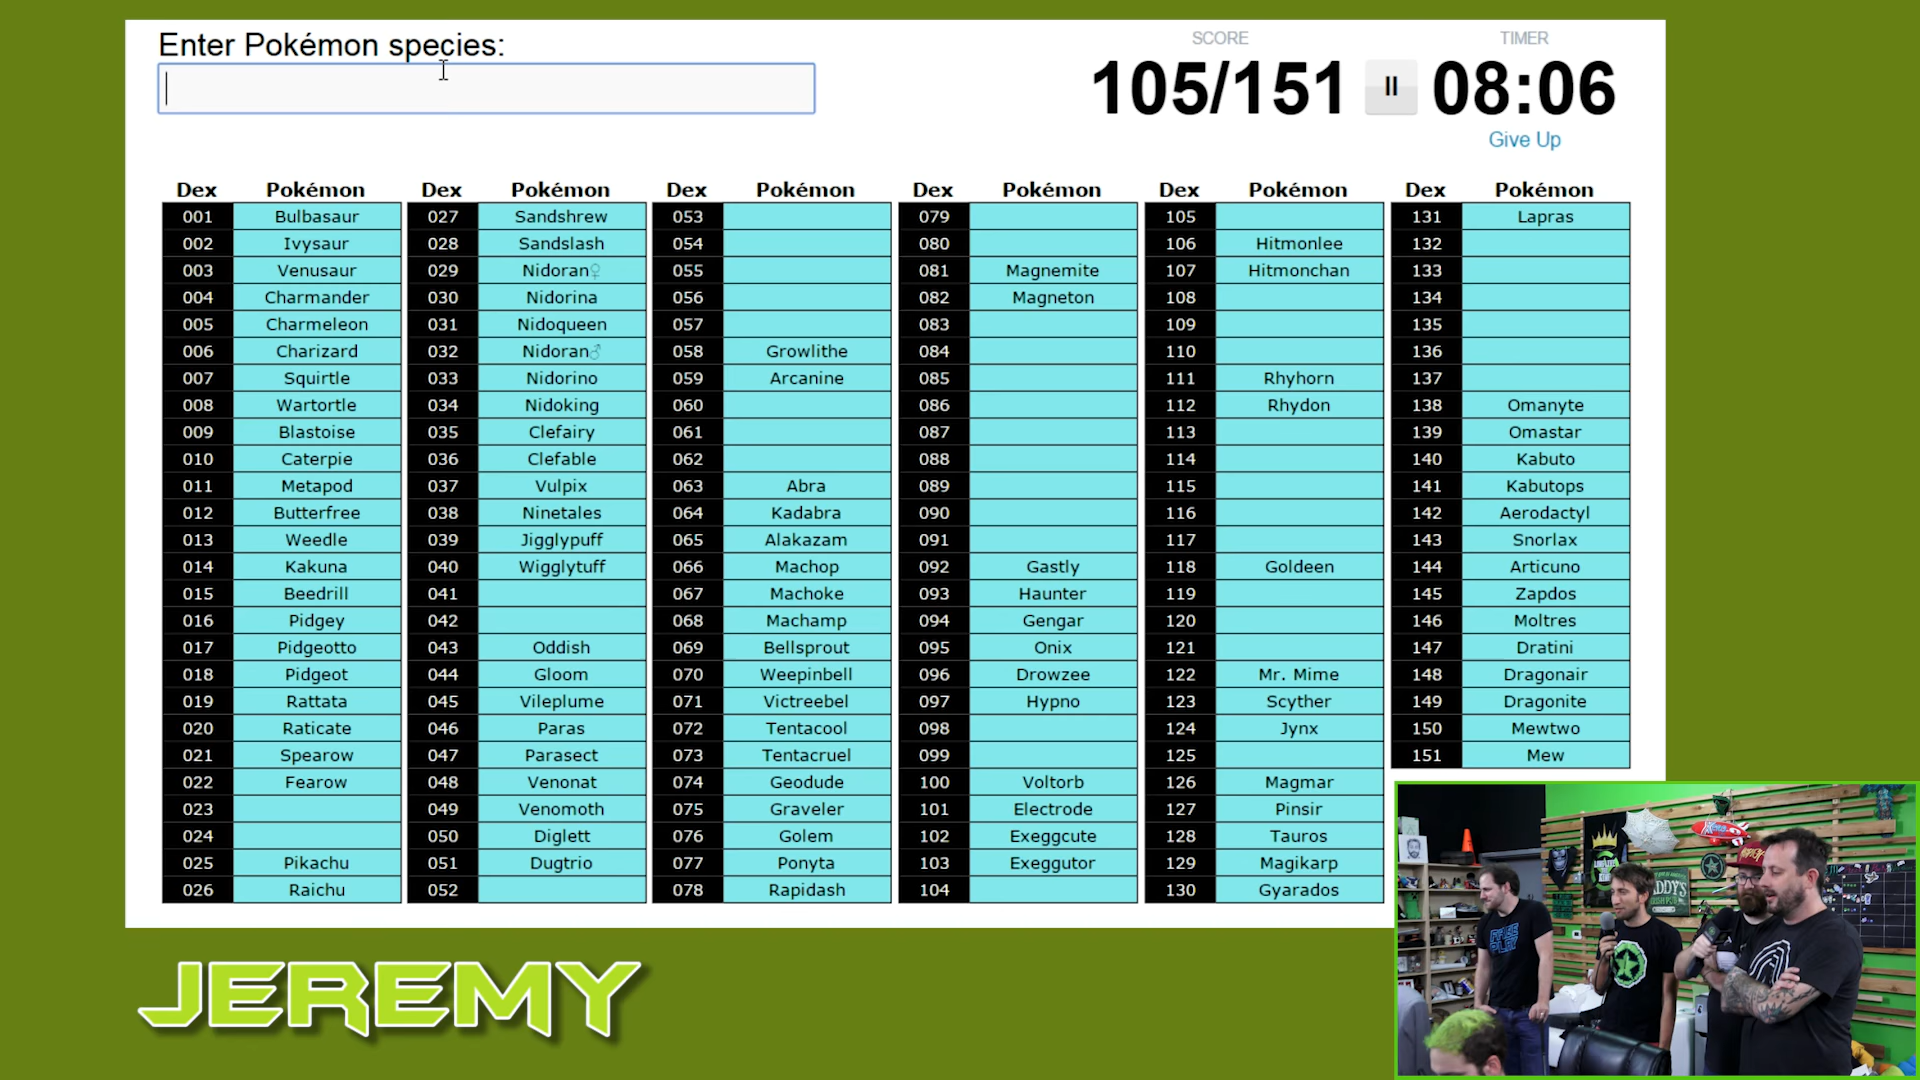 Enter Pokémon species:
SCORE
TIMER
105/151
08:06
Give Up
Dex Pokémon Dex Pokémon Dex Pokémon Dex Pokémon Dex Pokémon Dex Pokémon
001 Bulbasaur 027 Sandshrew 053 079 105 131 Lapras
002 Ivysaur 028 Sandslash 054 080 106 Hitmonlee 132
003 Venusaur 029 Nidoran♀ 055 081 Magnemite 107 Hitmonchan 133
004 Charmander 030 Nidorina 056 082 Magneton 108 134
005 Charmeleon 031 Nidoqueen 057 083 109 135
006 Charizard 032 Nidoran♂ 058 Growlithe 084 110 136
007 Squirtle 033 Nidorino 059 Arcanine 085 111 Rhyhorn 137
008 Wartortle 034 Nidoking 060 086 112 Rhydon 138 Omanyte
009 Blastoise 035 Clefairy 061 087 113 139 Omastar
010 Caterpie 036 Clefable 062 088 114 140 Kabuto
011 Metapod 037 Vulpix 063 Abra 089 115 141 Kabutops
012 Butterfree 038 Ninetales 064 Kadabra 090 116 142 Aerodactyl
013 Weedle 039 Jigglypuff 065 Alakazam 091 117 143 Snorlax
014 Kakuna 040 Wigglytuff 066 Machop 092 Gastly 118 Goldeen 144 Articuno
015 Beedrill 041 067 Machoke 093 Haunter 119 145 Zapdos
016 Pidgey 042 068 Machamp 094 Gengar 120 146 Moltres
017 Pidgeotto 043 Oddish 069 Bellsprout 095 Onix 121 147 Dratini
018 Pidgeot 044 Gloom 070 Weepinbell 096 Drowzee 122 Mr. Mime 148 Dragonair
019 Rattata 045 Vileplume 071 Victreebel 097 Hypno 123 Scyther 149 Dragonite
020 Raticate 046 Paras 072 Tentacool 098 124 Jynx 150 Mewtwo
021 Spearow 047 Parasect 073 Tentacruel 099 125 151 Mew
022 Fearow 048 Venonat 074 Geodude 100 Voltorb 126 Magmar
023 049 Venomoth 075 Graveler 101 Electrode 127 Pinsir
024 050 Diglett 076 Golem 102 Exeggcute 128 Tauros
025 Pikachu 051 Dugtrio 077 Ponyta 103 Exeggutor 129 Magikarp
026 Raichu 052 078 Rapidash 104 130 Gyarados
JEREMY
FREE
PLAY